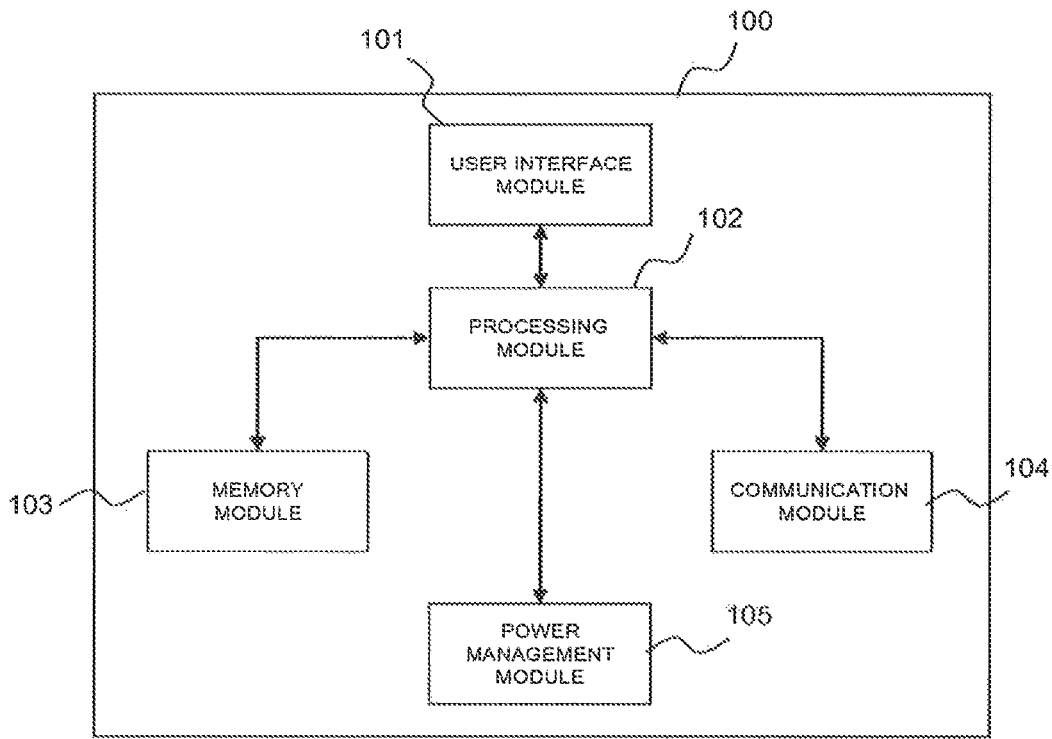 100
101
USER INTERFACE
MODULE
102
PROCESSING
MODULE
103
MEMORY
MODULE
COMMUNICATION
MODULE
104
POWER
MANAGEMENT
MODULE
105